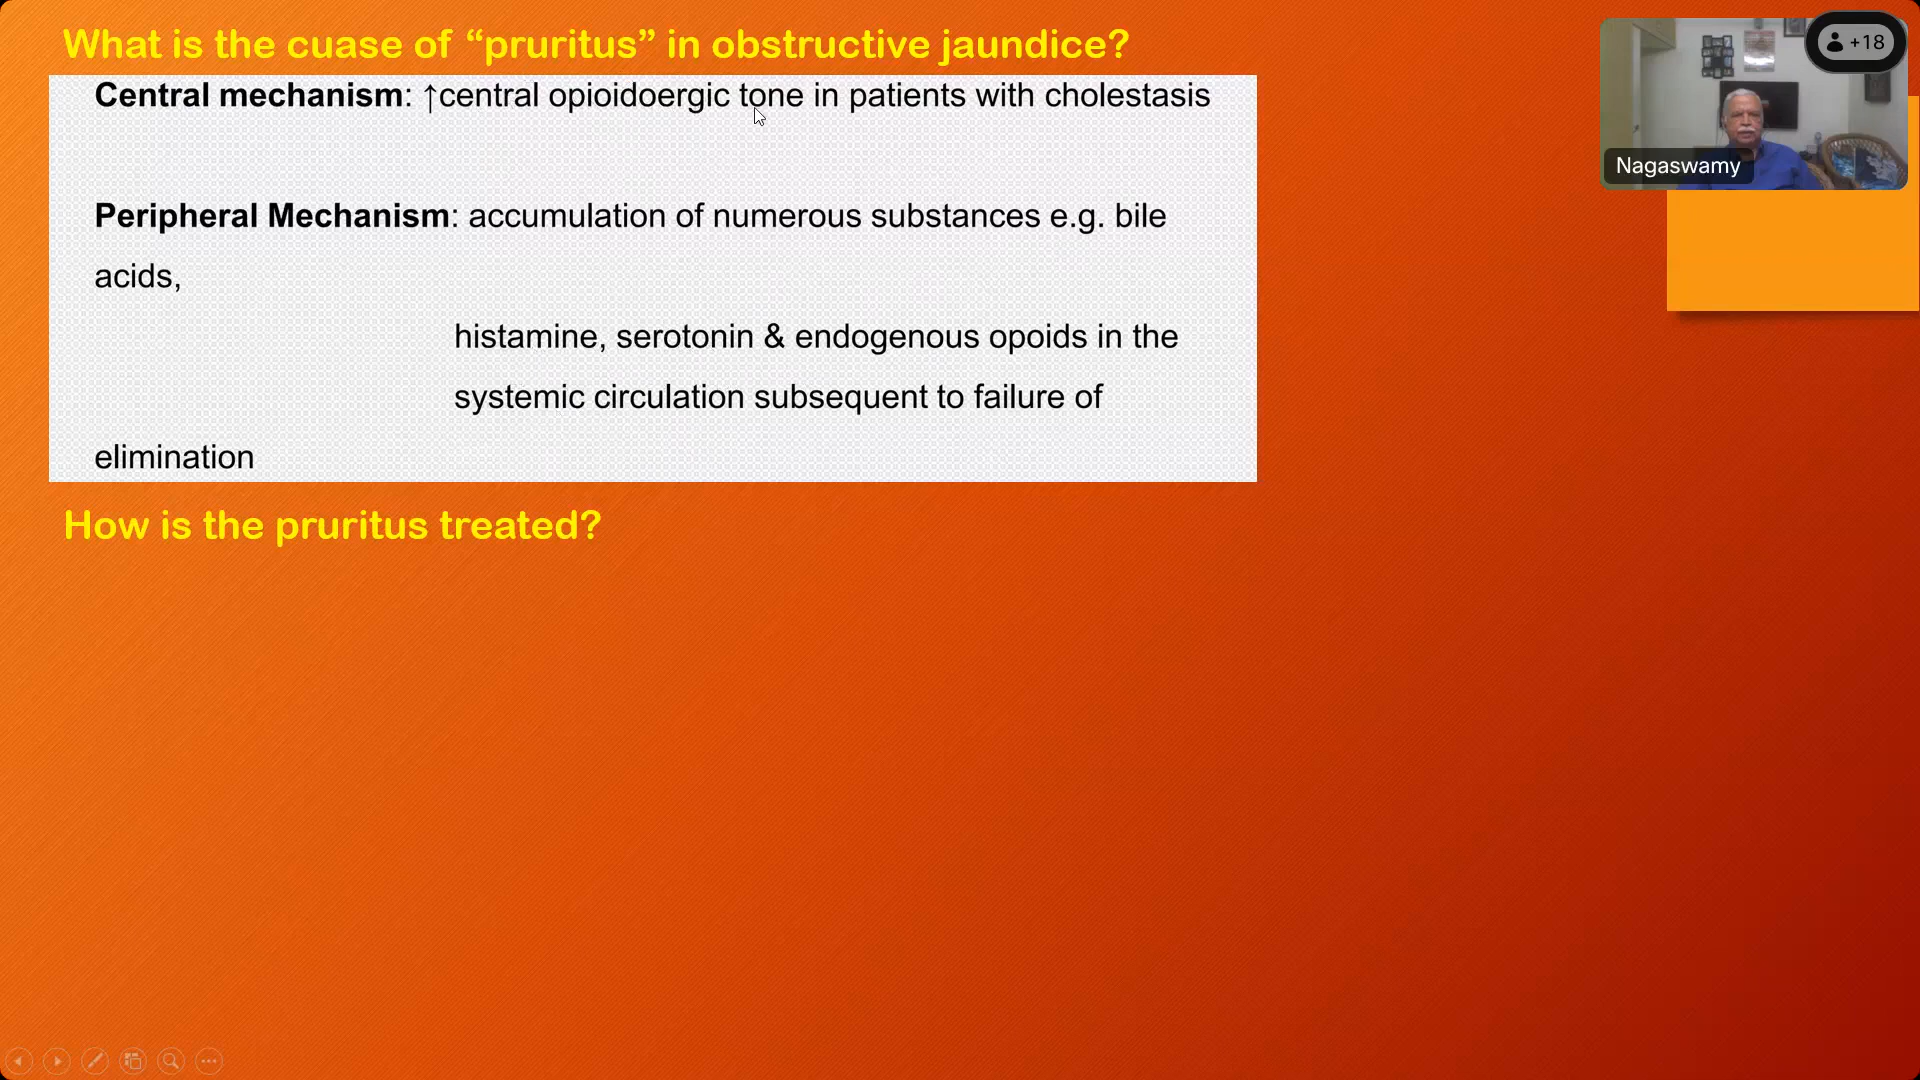 What is the cuase of “pruritus” in obstructive jaundice?
Central mechanism: ↑central opioidoergic tone in patients with cholestasis
Peripheral Mechanism: accumulation of numerous substances e.g. bile
acids,
histamine, serotonin & endogenous opoids in the
systemic circulation subsequent to failure of
elimination
How is the pruritus treated?
+18
Nagaswamy